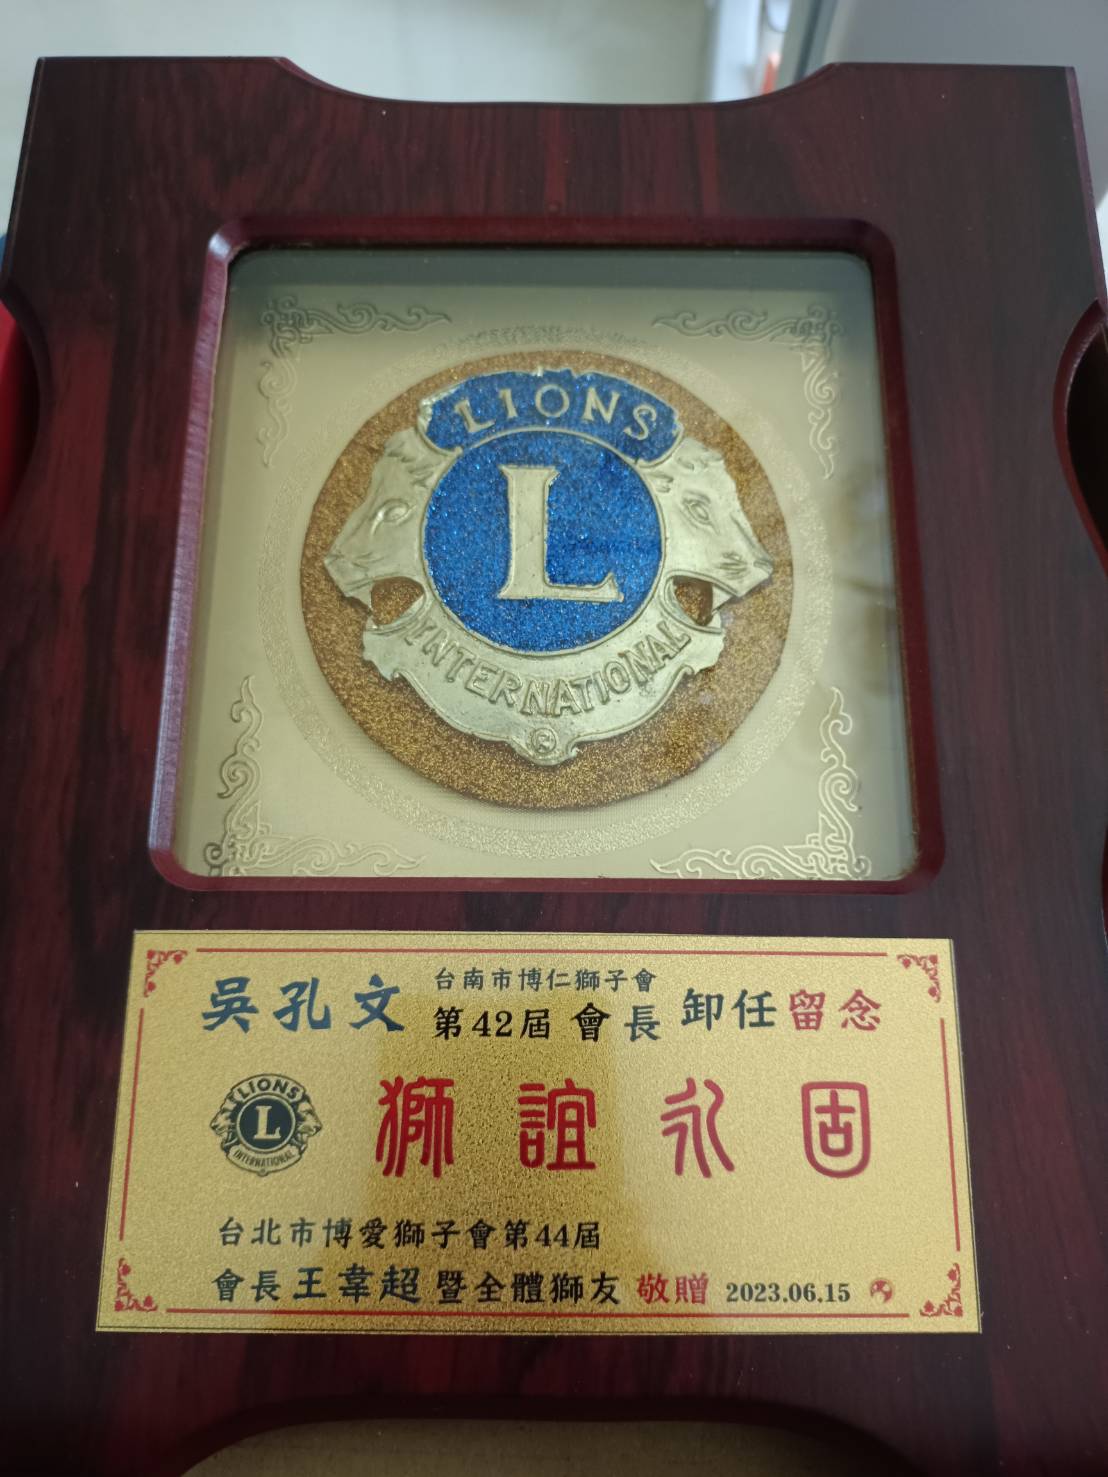 LIONS
L
INTERNATIONAL
吳孔文 台南市博仁獅子會 第42屆 會長 卸任留念
LIONS
L
INTERNATIONAL
獅誼永固
台北市博愛獅子會第44屆
會長王韋超暨全體獅友 敬贈 2023.06.15